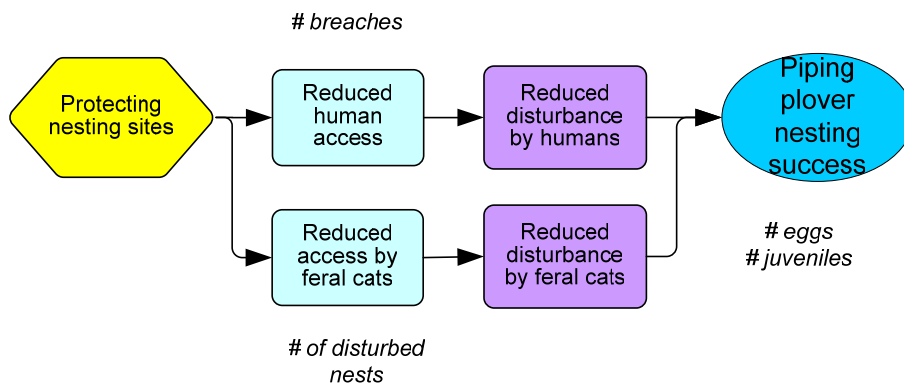 # breaches
Protecting
nesting sites
Reduced
human
access
Reduced
disturbance
by humans
Piping
plover
nesting
success
Reduced
access by
feral cats
Reduced
disturbance
by feral cats
# eggs
# juveniles
# of disturbed
nests